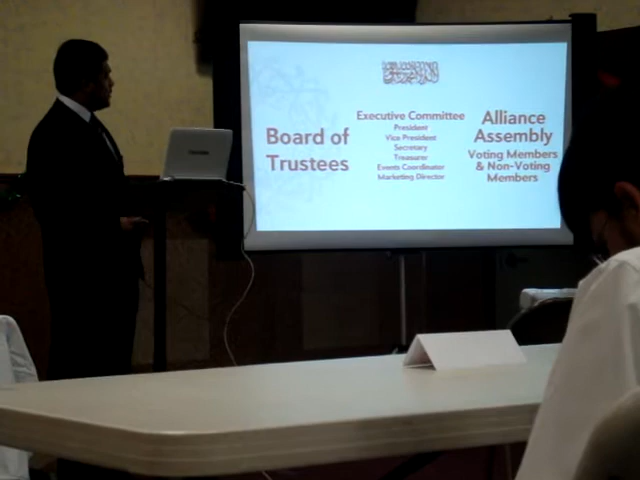 Board of
Trustees
Executive Committee
President
Vice President
Secretary
Treasurer
Events Coordinator
Marketing Director
Alliance
Assembly
Voting Members
& Non-Voting
Members